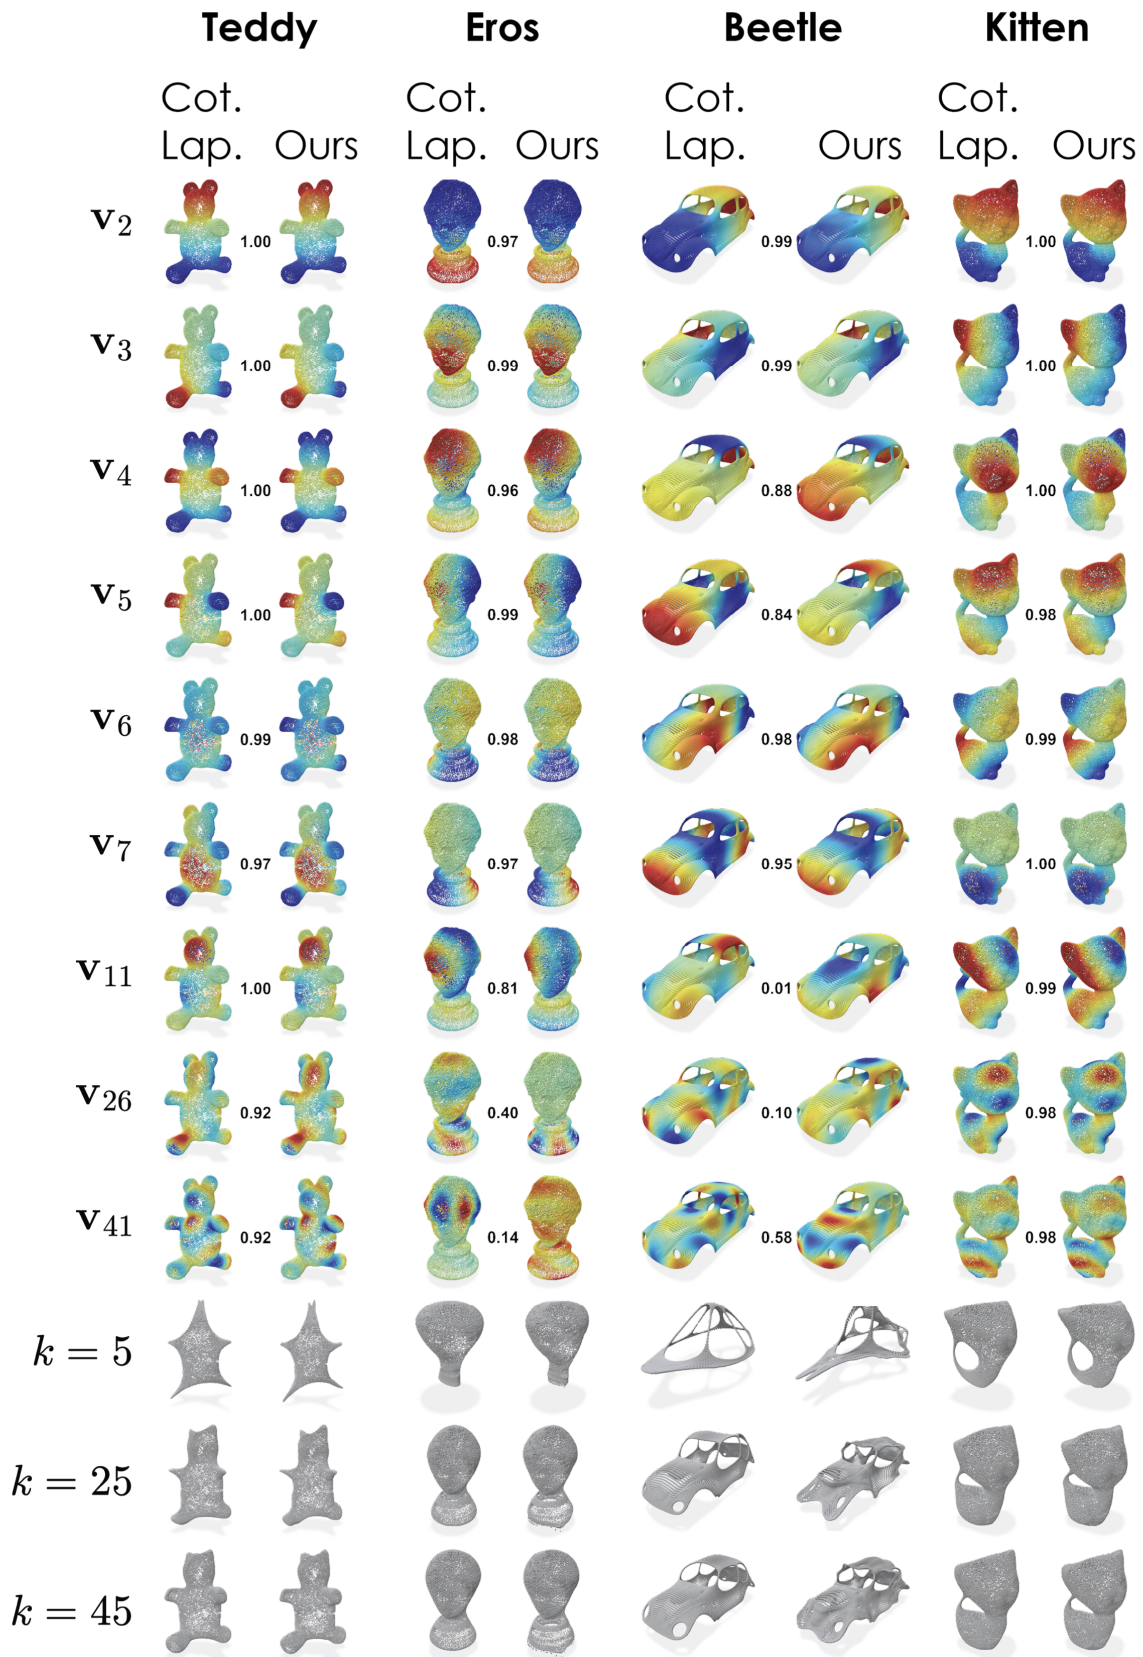 Teddy Eros Beetle Kitten
Cot. Cot. Cot. Cot.
Lap. Ours Lap. Ours Lap. Ours Lap. Ours
v2 1.00 0.97 0.99 1.00
v3 1.00 0.99 0.99 1.00
v4 1.00 0.96 0.88 1.00
v5 1.00 0.99 0.84 0.98
v6 0.99 0.98 0.98 0.99
v7 0.97 0.97 0.95 1.00
v11 1.00 0.81 0.01 0.99
v26 0.92 0.40 0.10 0.98
v41 0.92 0.14 0.58 0.98
k = 5
k = 25
k = 45